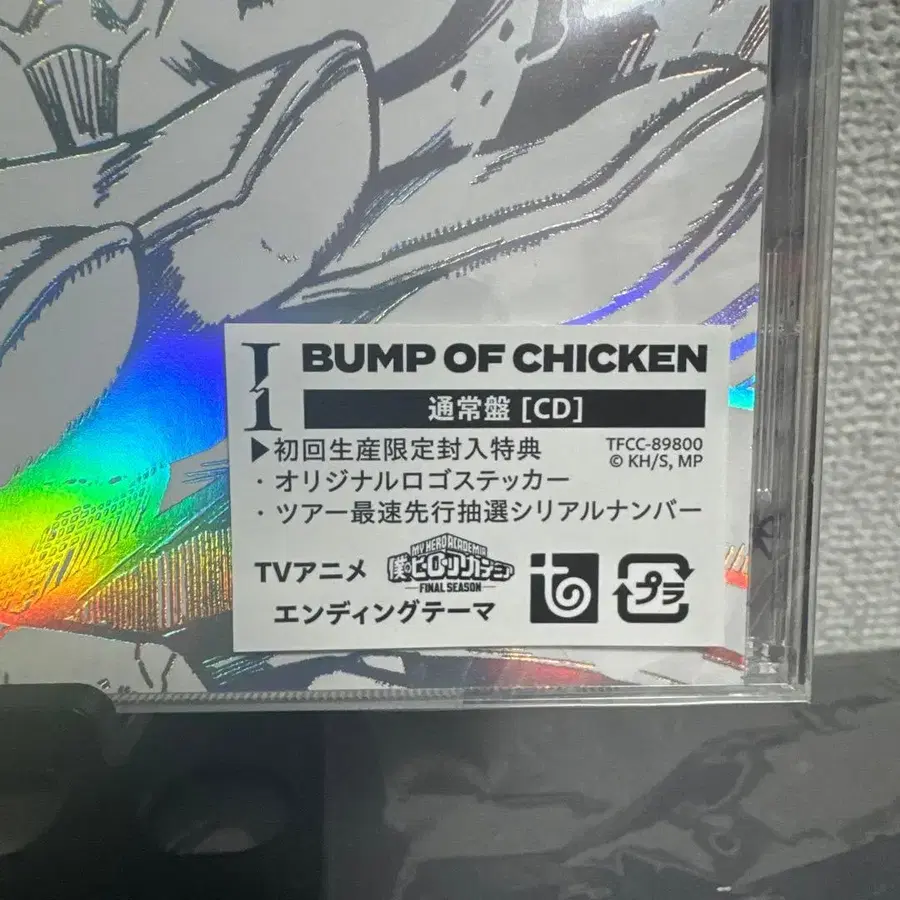 I
BUMP OF CHICKEN
通常盤 [CD]
▶初回生産限定封入特典
TFCC-89800
© KH/S, MP
・オリジナルロゴステッカー
・ツアー最速先行抽選シリアルナンバー
TVアニメ
MY HERO ACADEMIA
僕のヒーローアカデミア
FINAL SEASON
エンディングテーマ
プラ